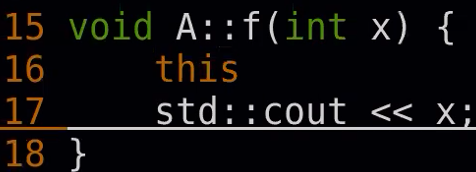 15 void A::f(int x) {
16     this
17     std::cout << x;
18 }